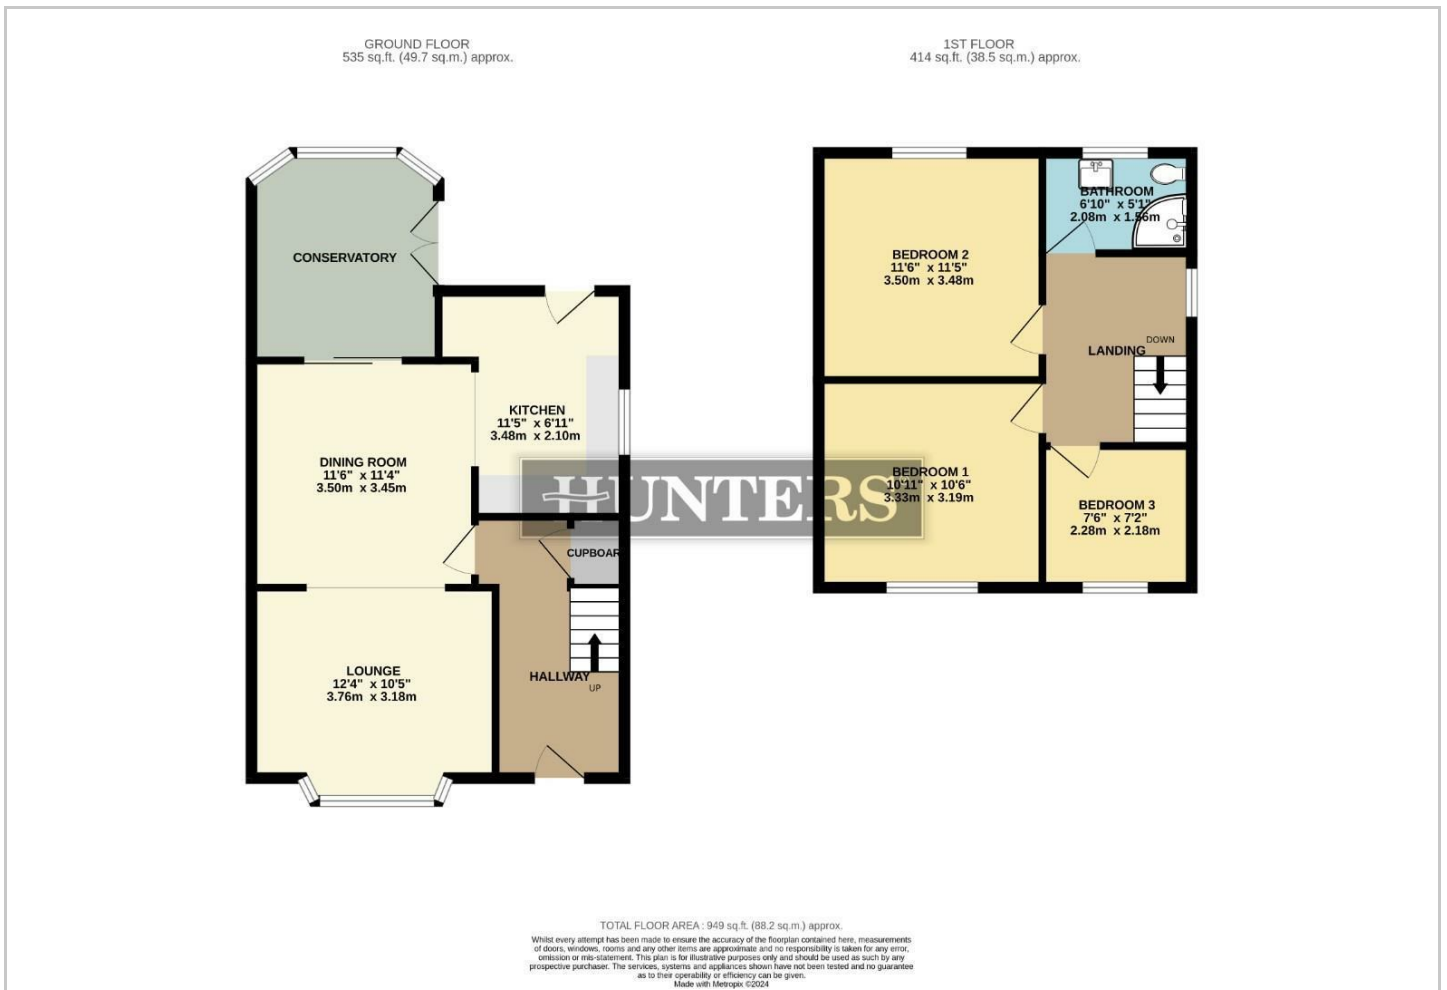 GROUND FLOOR
535 sq.ft. (49.7 sq.m.) approx.
1ST FLOOR
414 sq.ft. (38.5 sq.m.) approx.
CONSERVATORY
KITCHEN
11'5" x 6'11"
3.48m x 2.10m
DINING ROOM
11'6" x 11'4"
3.50m x 3.45m
CUPBOAR
LOUNGE
12'4" x 10'5"
3.76m x 3.18m
HALLWAY
UP
BATHROOM
6'10" x 5'1"
2.08m x 1.56m
BEDROOM 2
11'6" x 11'5"
3.50m x 3.48m
DOWN
LANDING
BEDROOM 1
10'11" x 10'6"
3.33m x 3.19m
BEDROOM 3
7'6" x 7'2"
2.28m x 2.18m
HUNTERS
TOTAL FLOOR AREA : 949 sq.ft. (88.2 sq.m.) approx.
Whilst every attempt has been made to ensure the accuracy of the floorplan contained here, measurements
of doors, windows, rooms and any other items are approximate and no responsibility is taken for any error,
omission or mis-statement. This plan is for illustrative purposes only and should be used as such by any
prospective purchaser. The services, systems and appliances shown have not been tested and no guarantee
as to their operability or efficiency can be given.
Made with Metropix ©2024